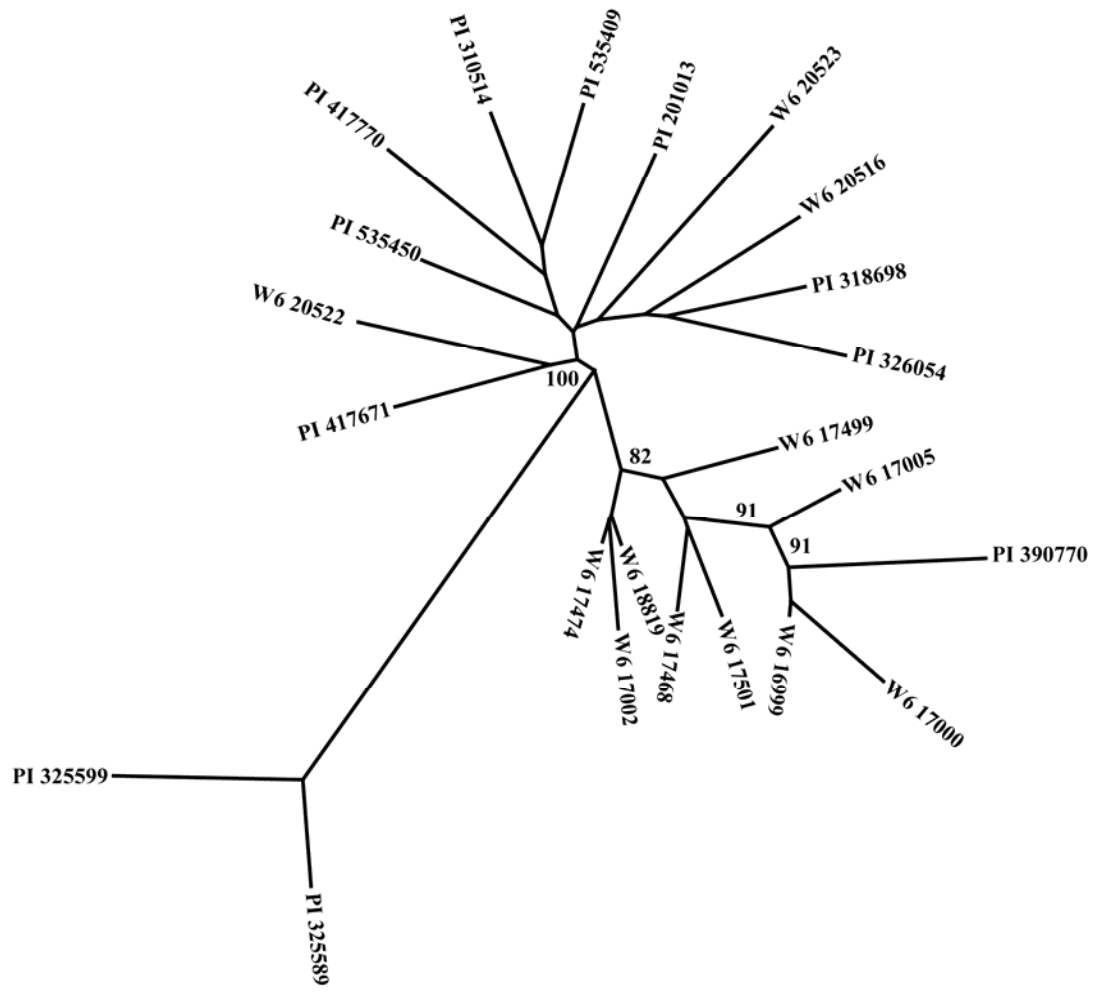 PI 310514
PI 535409
PI 201013
W6 20523
PI 417770
W6 20516
PI 535450
PI 318698
W6 20522
PI 326054
100
PI 417671
W6 17499
82
W6 17005
91
91
PI 390770
W6 17474
W6 18819
W6 17002
W6 17468
W6 17501
W6 16999
W6 17000
PI 325599
PI 325589